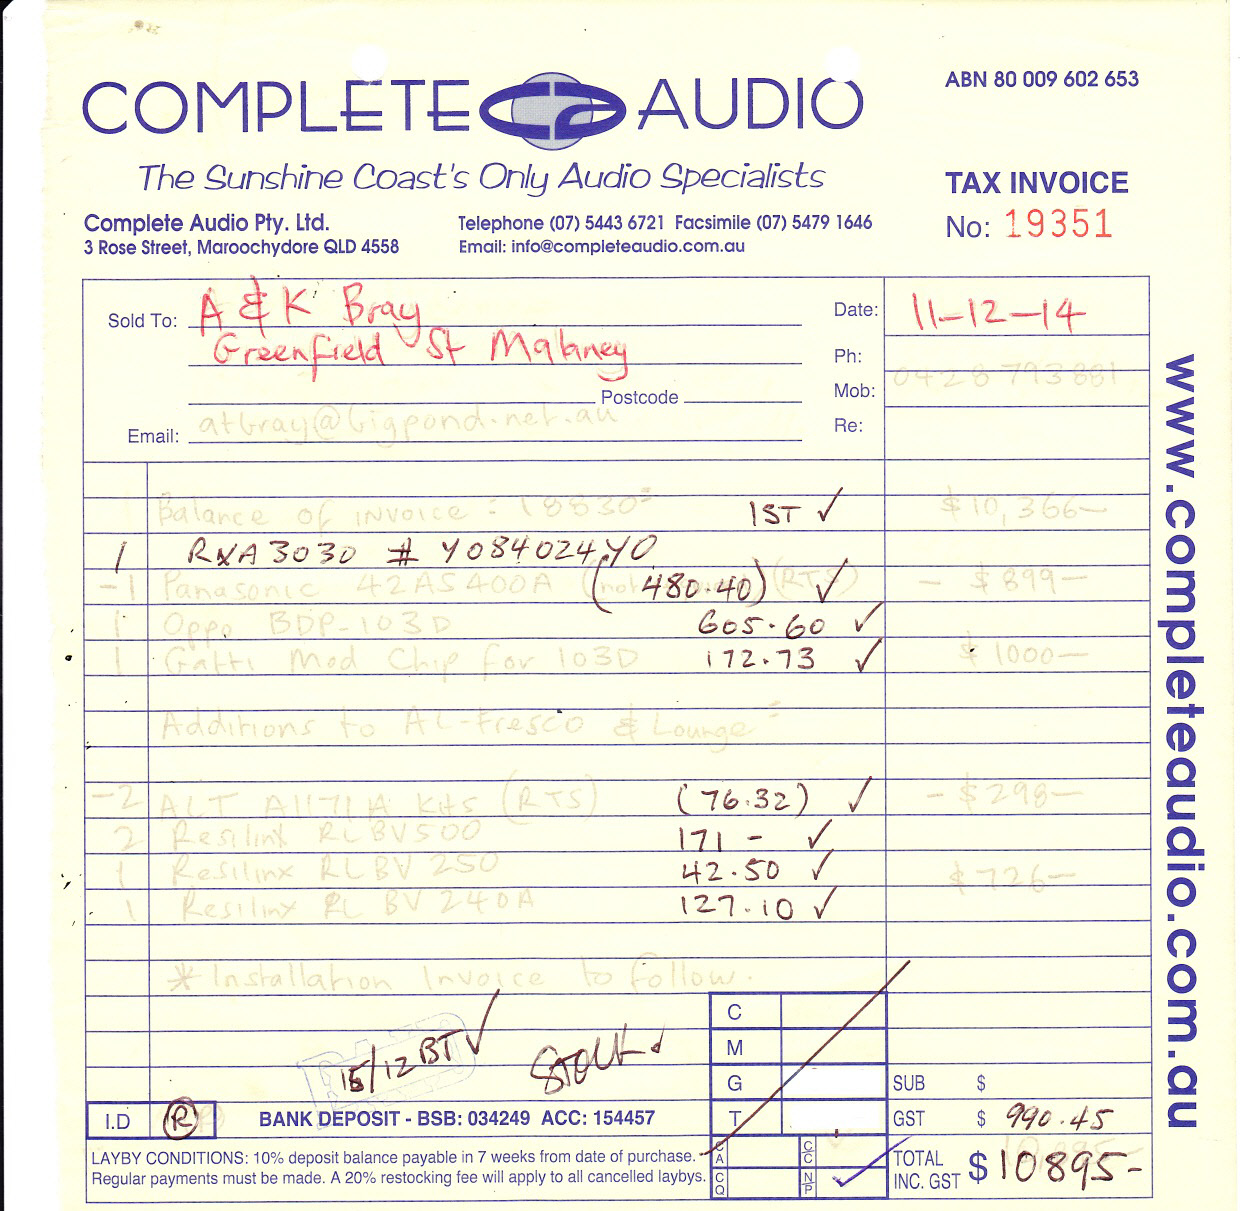 COMPLETE AUDIO
ABN 80 009 602 653
The Sunshine Coast's Only Audio Specialists
TAX INVOICE
No: 19351
Complete Audio Pty. Ltd.
3 Rose Street, Maroochydore QLD 4558
Telephone (07) 5443 6721 Facsimile (07) 5479 1646
Email: info@completeaudio.com.au
Sold To: A & K Bray
Greenfield St Malaney
Postcode
Email: atbray@bigpond.net.au
Date: 11-12-14
Ph:
Mob: 0428 793 881
Re:
www.completeaudio.com.au
Balance of invoice : 18830 = 1ST ✓ $10,366-
1 RXA3030 # Y084024YO
-1 Panasonic 42AS400A (480.40) (RTS) ✓ - $899-
1 Oppo BDP-103D 605.60 ✓
1 Gatti Mod Chip for 103D 172.73 ✓ $1000-
Additions to AL-Fresco & Lounge =
-2 ALT A1171A KHS (RTS) (76.32) ✓ - $298-
2 Resilinx RLBV500 171 - ✓
1 Resilinx RLBV 250 42.50 ✓ $726-
1 Resilinx RL BV 240A 127.10 ✓
* Installation Invoice to follow.
PAID
15/12 BT ✓
Stock ✓
C
M
G
T
I.D R
BANK DEPOSIT - BSB: 034249 ACC: 154457
SUB $
GST $ 990.45
LAYBY CONDITIONS: 10% deposit balance payable in 7 weeks from date of purchase.
Regular payments must be made. A 20% restocking fee will apply to all cancelled laybys.
CA
CC
CQ
NP ✓
TOTAL
INC. GST $10895-